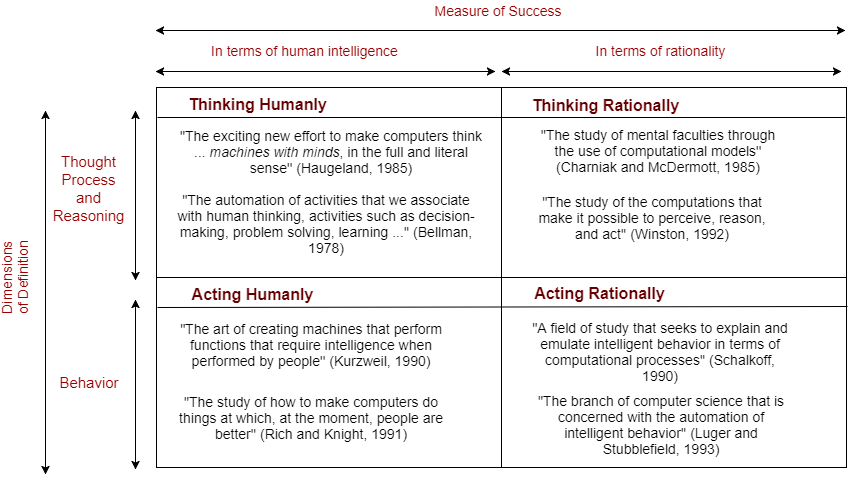 Measure of Success
In terms of human intelligence
In terms of rationality
Thinking Humanly
"The exciting new effort to make computers think
... machines with minds, in the full and literal
sense" (Haugeland, 1985)
"The automation of activities that we associate
with human thinking, activities such as decision-
making, problem solving, learning ..." (Bellman,
1978)
Thinking Rationally
"The study of mental faculties through
the use of computational models"
(Charniak and McDermott, 1985)
"The study of the computations that
make it possible to perceive, reason,
and act" (Winston, 1992)
Thought
Process
and
Reasoning
Dimensions
of Definition
Acting Humanly
"The art of creating machines that perform
functions that require intelligence when
performed by people" (Kurzweil, 1990)
"The study of how to make computers do
things at which, at the moment, people are
better" (Rich and Knight, 1991)
Acting Rationally
"A field of study that seeks to explain and
emulate intelligent behavior in terms of
computational processes" (Schalkoff,
1990)
"The branch of computer science that is
concerned with the automation of
intelligent behavior" (Luger and
Stubblefield, 1993)
Behavior